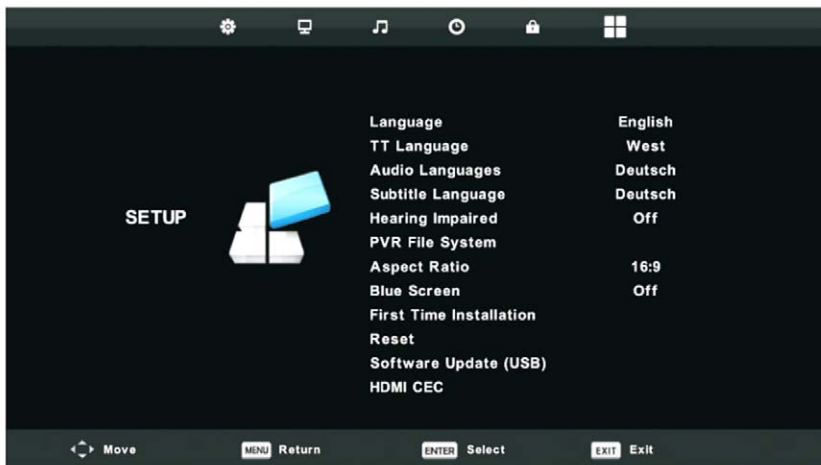 SETUP
Language English
TT Language West
Audio Languages Deutsch
Subtitle Language Deutsch
Hearing Impaired Off
PVR File System
Aspect Ratio 16:9
Blue Screen Off
First Time Installation
Reset
Software Update (USB)
HDMI CEC
Move MENU Return ENTER Select EXIT Exit